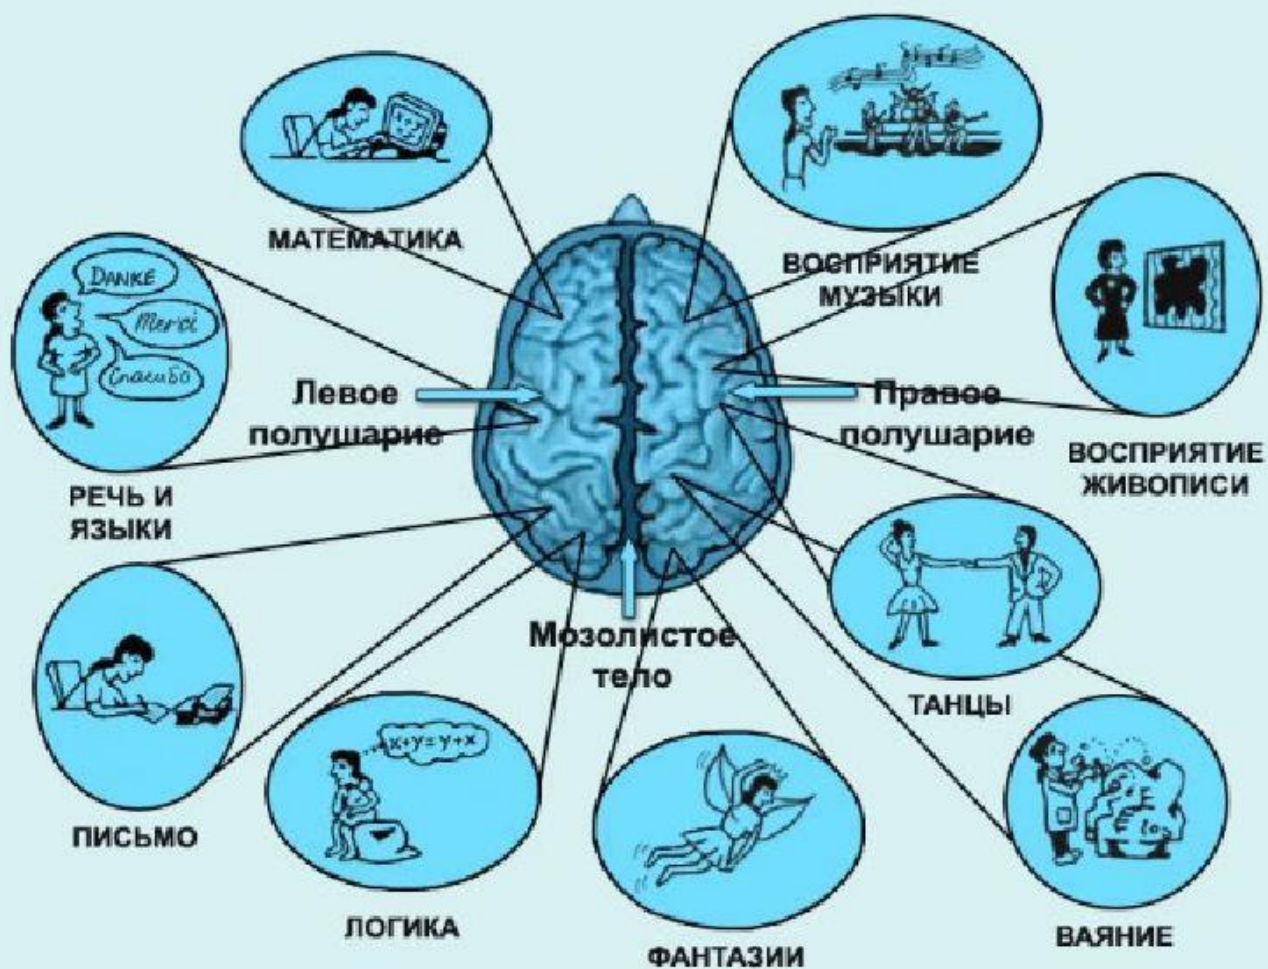 МАТЕМАТИКА
ВОСПРИЯТИЕ
МУЗЫКИ
DANKE
Merci
Спасибо
Левое
полушарие
Правое
полушарие
ВОСПРИЯТИЕ
ЖИВОПИСИ
РЕЧЬ И
ЯЗЫКИ
Мозолистое
тело
ТАНЦЫ
x+y=y+x
ПИСЬМО
ЛОГИКА
ФАНТАЗИИ
ВАЯНИЕ